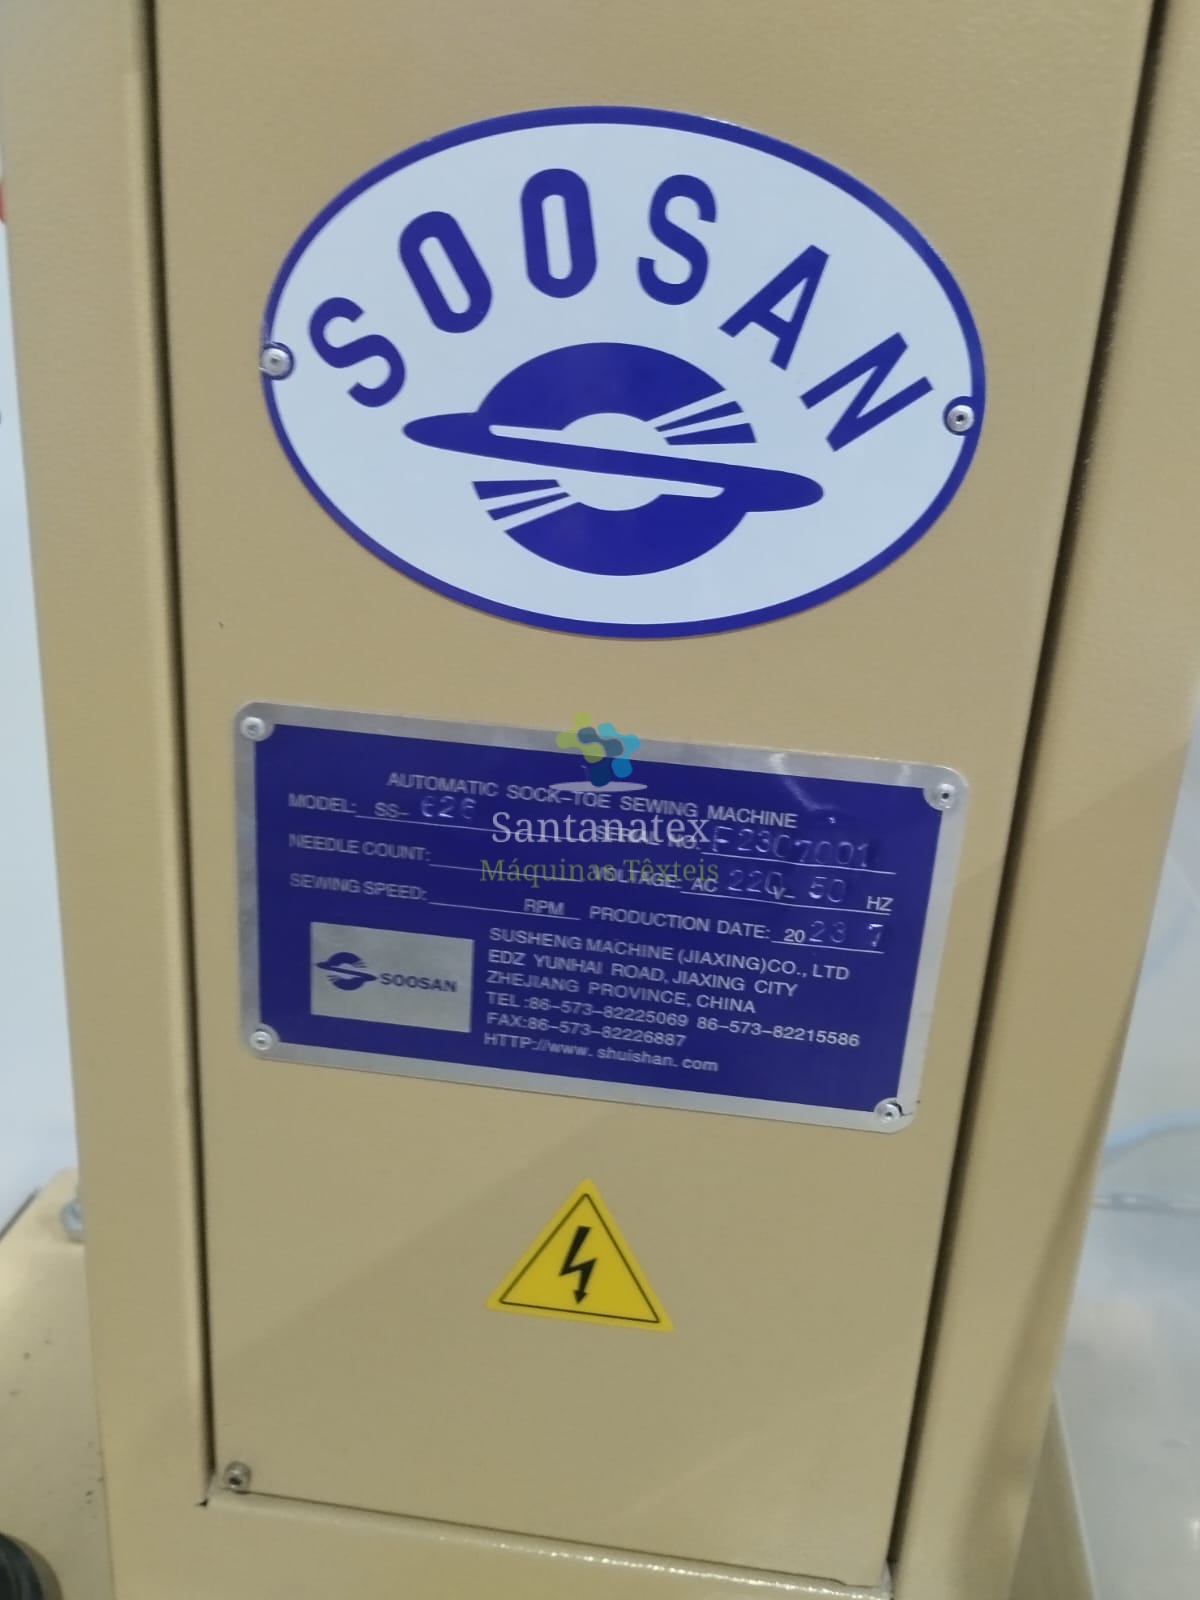 SOOSAN
AUTOMATIC SOCK-TOE SEWING MACHINE
MODEL: SS- 626 SERIAL NO: F2307001
NEEDLE COUNT: VOLTAGE: AC 220 V- 50 HZ
SEWING SPEED: RPM PRODUCTION DATE: 2023 7
SOOSAN
SUSHENG MACHINE (JIAXING)CO., LTD
EDZ YUNHAI ROAD, JIAXING CITY
ZHEJIANG PROVINCE, CHINA
TEL :86-573-82225069 86-573-82215586
FAX:86-573-82226887
HTTP://www. shuishan. com
Santanatex
Máquinas Têxteis